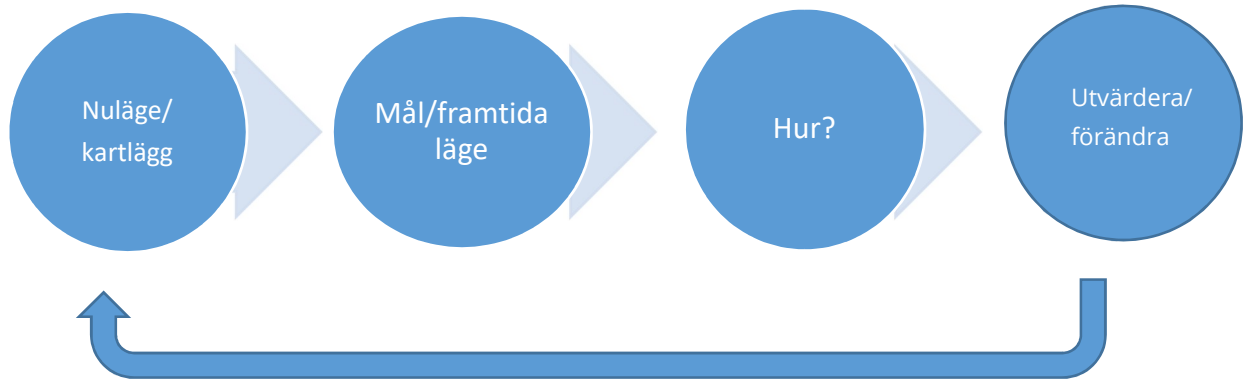 Nuläge/
kartlägg
Mål/framtida
läge
Hur?
Utvärdera/
förändra